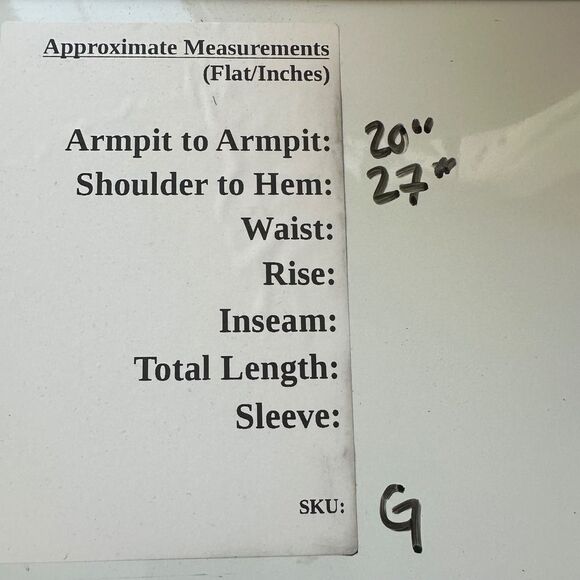 Approximate Measurements
(Flat/Inches)
Armpit to Armpit: 20"
Shoulder to Hem: 27"
Waist:
Rise:
Inseam:
Total Length:
Sleeve:
SKU: G